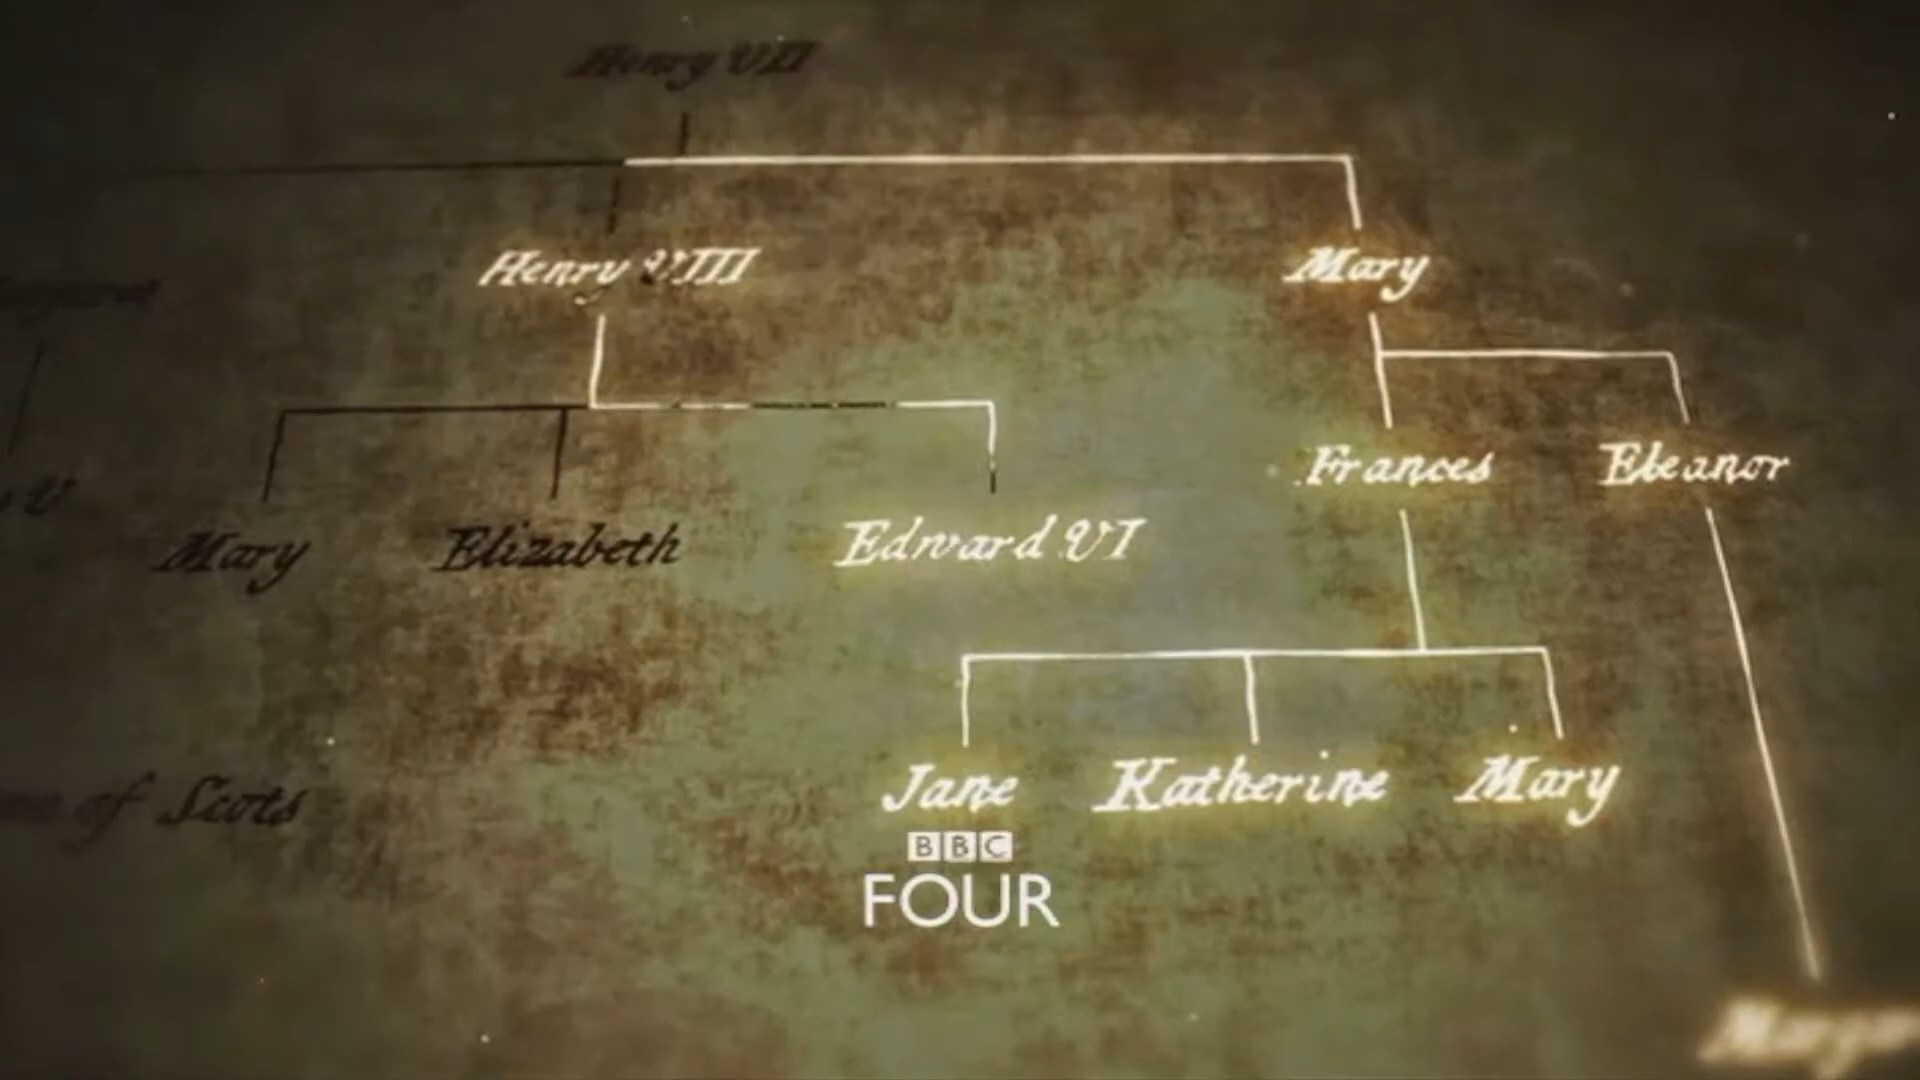 Henry VII
Henry VIII
Mary
Frances
Eleanor
Mary
Elizabeth
Edward VI
Jane
Katherine
Mary
of Scots
BBC
FOUR